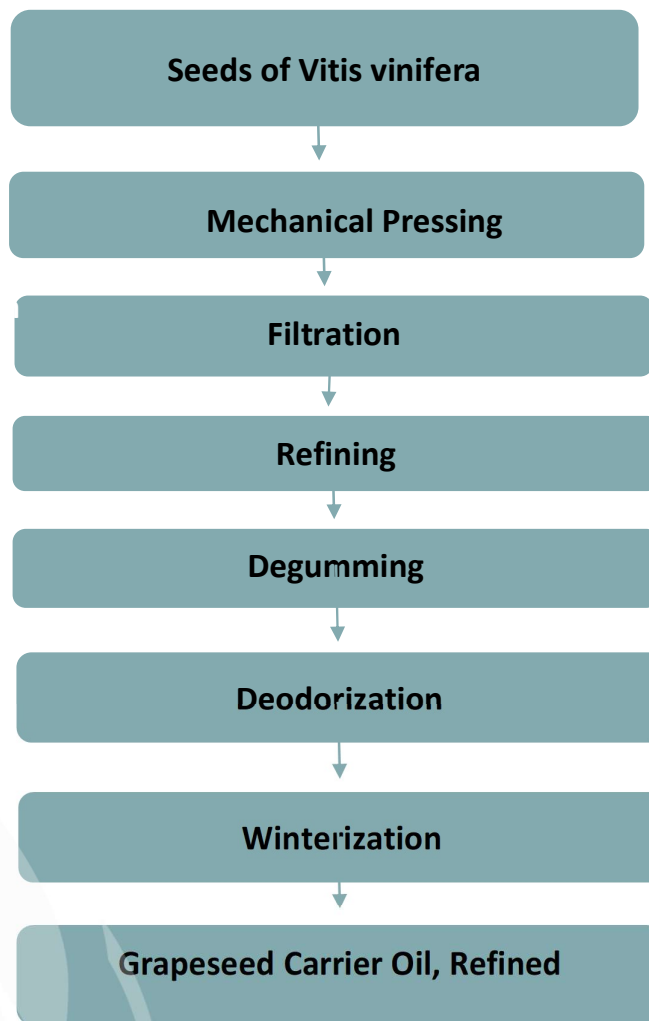 Seeds of Vitis vinifera
Mechanical Pressing
Filtration
Refining
Degumming
Deodorization
Winterization
Grapeseed Carrier Oil, Refined